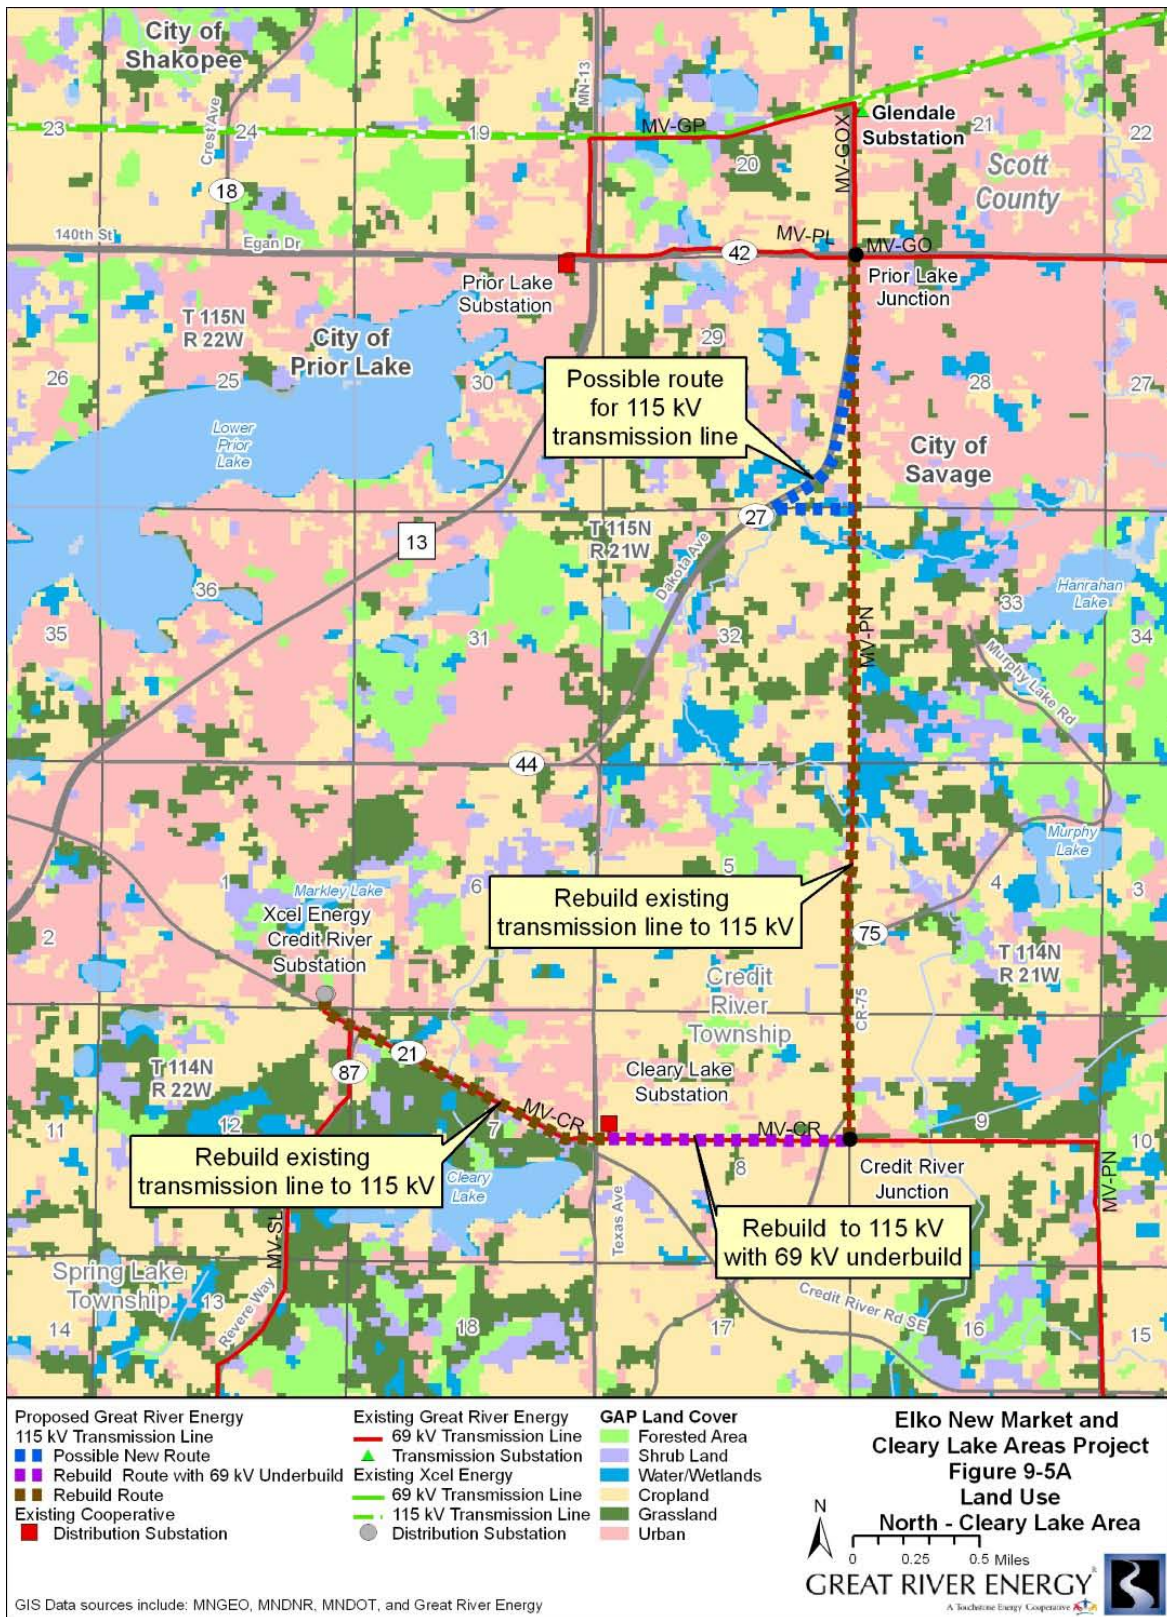 City of
Shakopee
MN-13
23
Crest Ave
24
19
MV-GP
20
MV-GOX
Glendale
Substation
21
22
Scott
County
18
140th St
Egan Dr
MV-PL
42
MV-GO
Prior Lake
Junction
Prior Lake
Substation
T 115N
R 22W
City of
Prior Lake
29
26
25
30
28
27
Possible route
for 115 kV
transmission line
Lower
Prior
Lake
City of
Savage
27
T 115N
R 21W
13
Dakota Ave
36
35
31
32
MV-PN
33
Hanrahan
Lake
34
Murphy Lake Rd
44
Murphy
Lake
1
Markley Lake
6
5
4
3
Rebuild existing
transmission line to 115 kV
2
Xcel Energy
Credit River
Substation
75
T 114N
R 21W
Credit
River
Township
CR-75
T 114N
R 22W
21
87
Cleary Lake
Substation
11
12
7
MV-CR
MV-CR
8
9
10
Rebuild existing
transmission line to 115 kV
Cleary
Lake
Credit River
Junction
MV-PN
Texas Ave
MV-SL
Rebuild to 115 kV
with 69 kV underbuild
Spring Lake
Township
13
Revere Way
14
18
17
Credit River Rd SE
16
15
Proposed Great River Energy
115 kV Transmission Line
Possible New Route
Rebuild Route with 69 kV Underbuild
Rebuild Route
Existing Cooperative
Distribution Substation
Existing Great River Energy
69 kV Transmission Line
Transmission Substation
Existing Xcel Energy
69 kV Transmission Line
115 kV Transmission Line
Distribution Substation
GAP Land Cover
Forested Area
Shrub Land
Water/Wetlands
Cropland
Grassland
Urban
Elko New Market and
Cleary Lake Areas Project
Figure 9-5A
Land Use
North - Cleary Lake Area
N
0 0.25 0.5 Miles
GREAT RIVER ENERGY
A Touchstone Energy Cooperative
GIS Data sources include: MNGEO, MNDNR, MNDOT, and Great River Energy